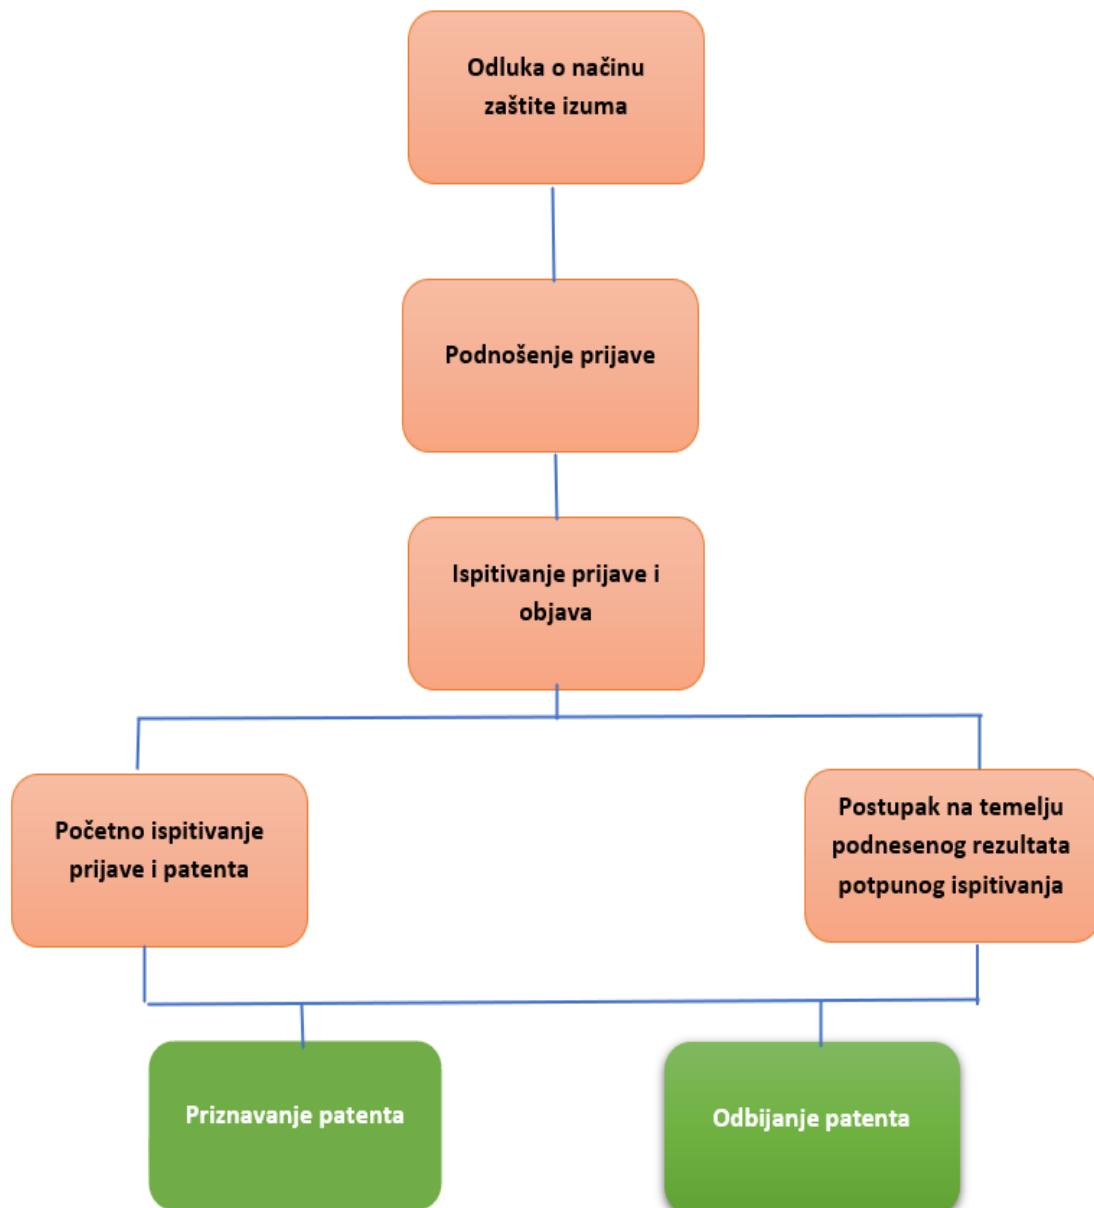 Odluka o načinu
zaštite izuma
Podnošenje prijave
Ispitivanje prijave i
objava
Početno ispitivanje
prijave i patenta
Postupak na temelju
podnesenog rezultata
potpunog ispitivanja
Priznavanje patenta
Odbijanje patenta